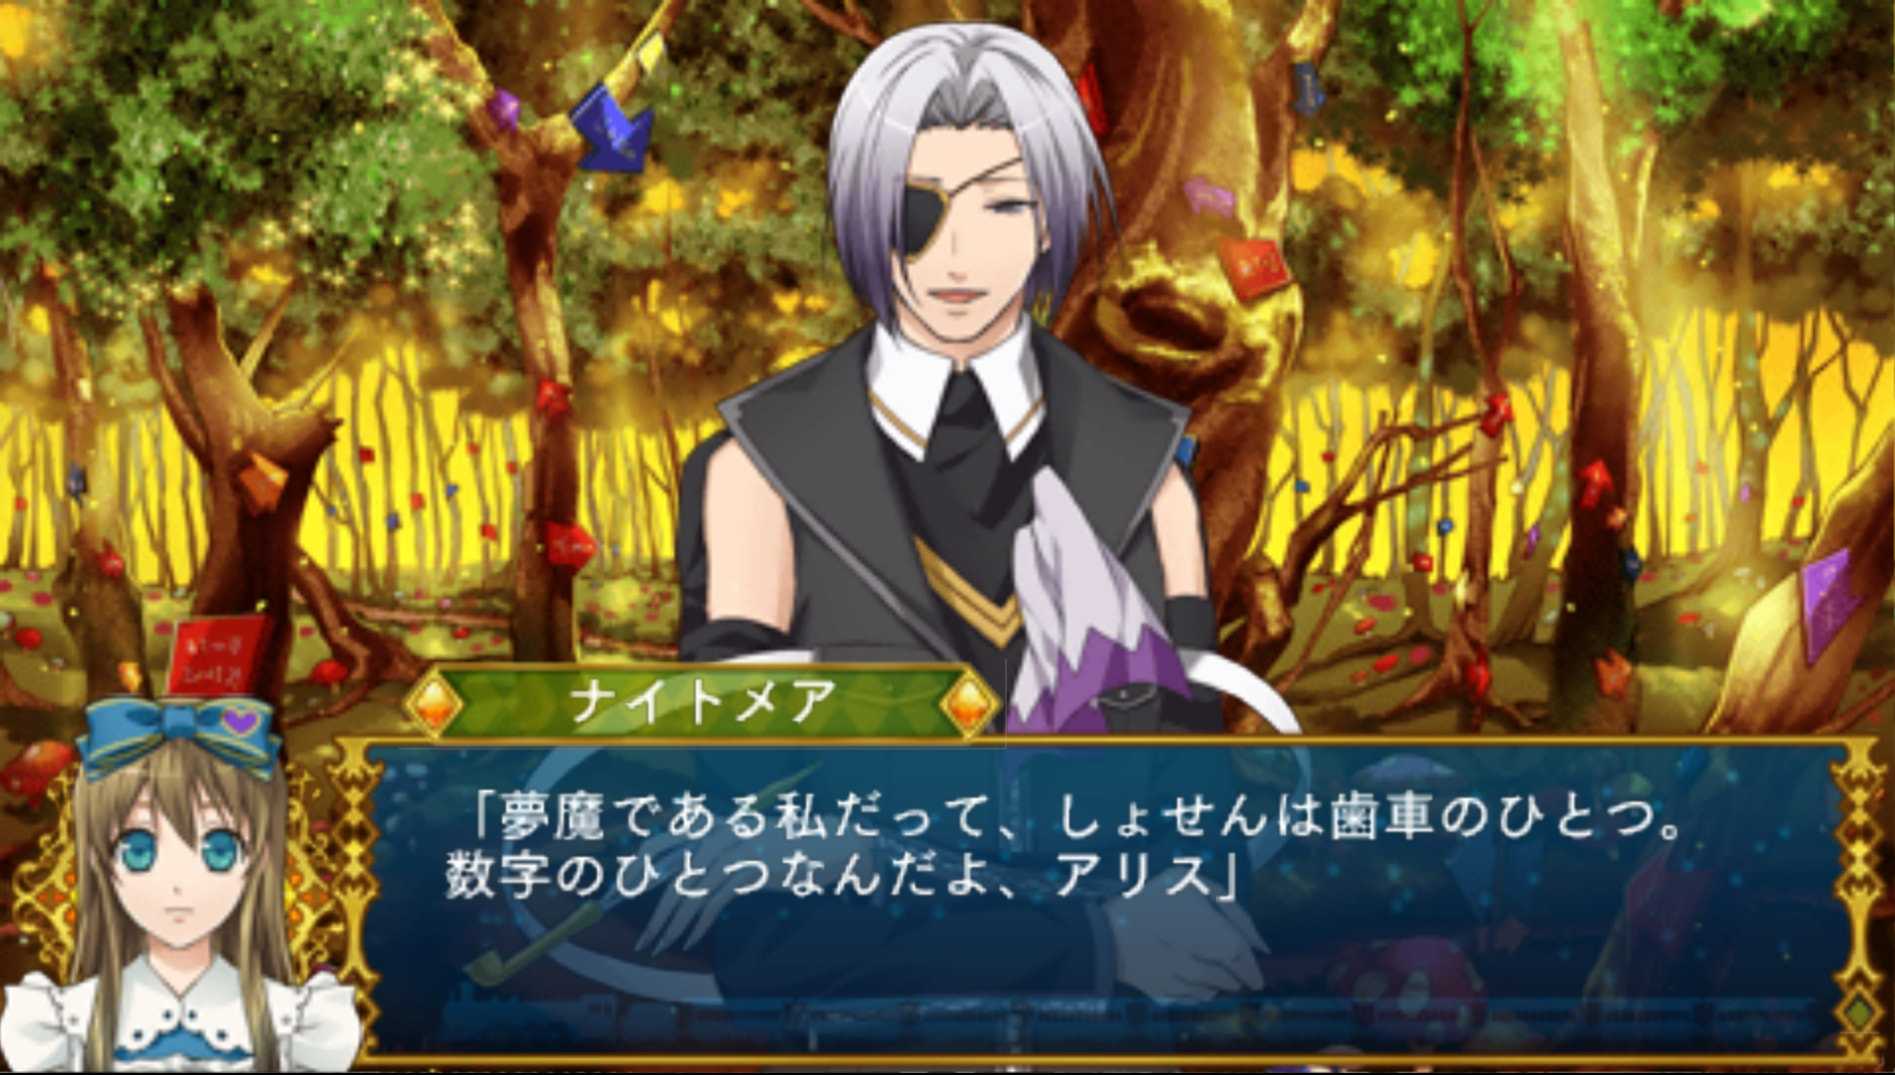 ナイトメア
「夢魔である私だって、しょせんは歯車のひとつ。
数字のひとつなんだよ、アリス」